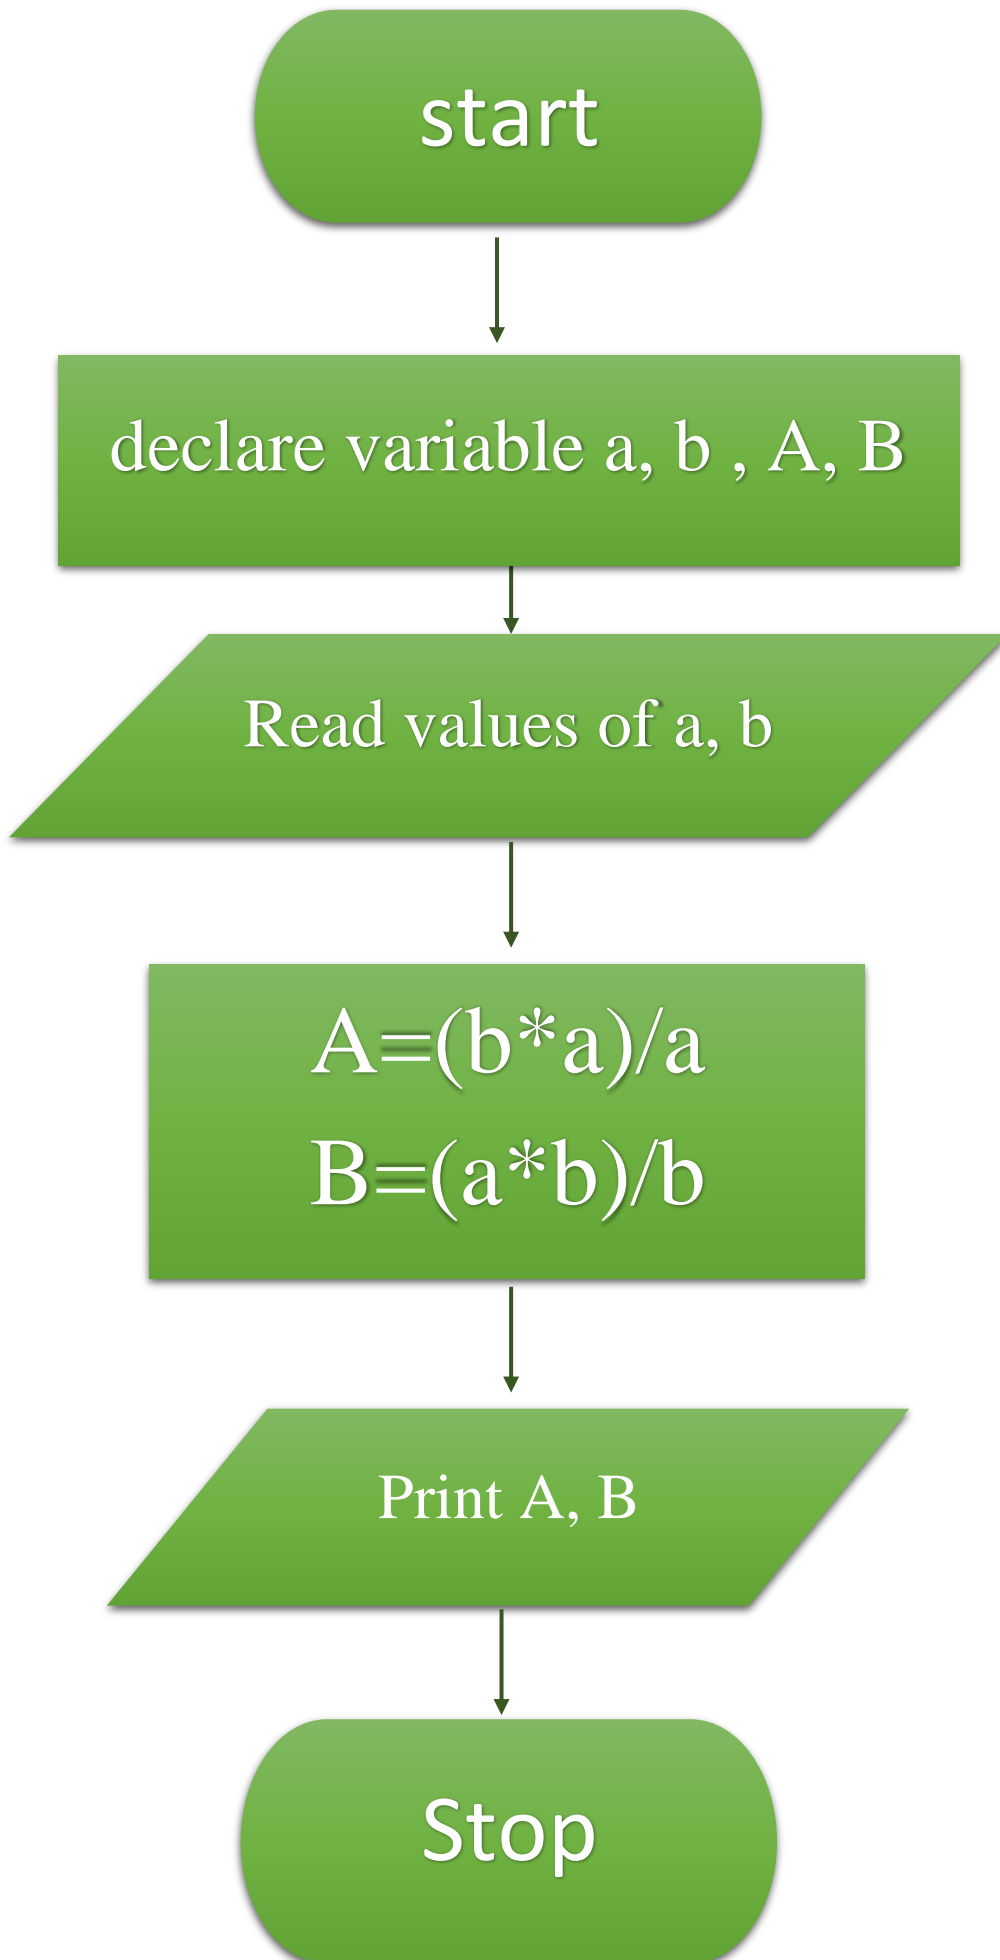 start
declare variable a, b , A, B
Read values of a, b
A=(b*a)/a
B=(a*b)/b
Print A, B
Stop